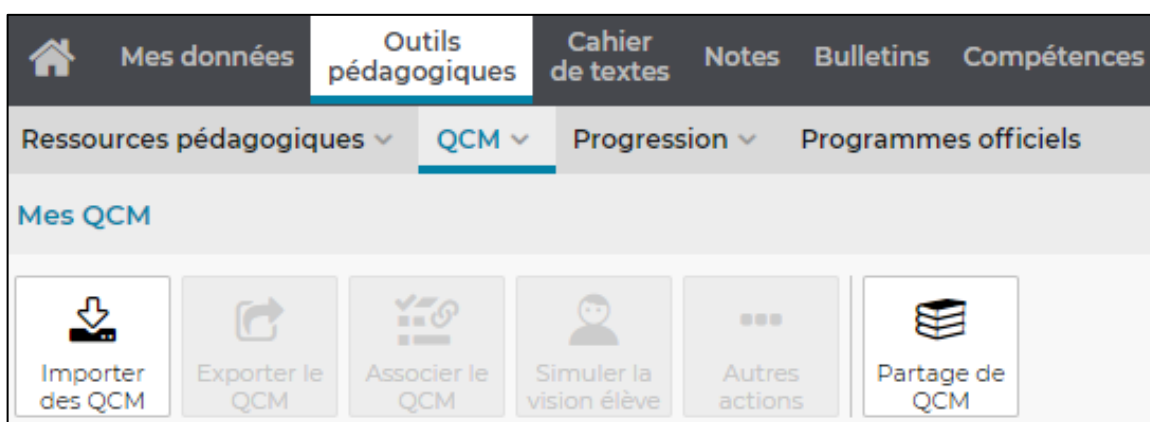 Mes données
Outils
pédagogiques
Cahier
de textes
Notes
Bulletins
Compétences
Ressources pédagogiques
QCM
Progression
Programmes officiels
Mes QCM
Importer
des QCM
Exporter le
QCM
Associer le
QCM
Simuler la
vision élève
Autres
actions
Partage de
QCM